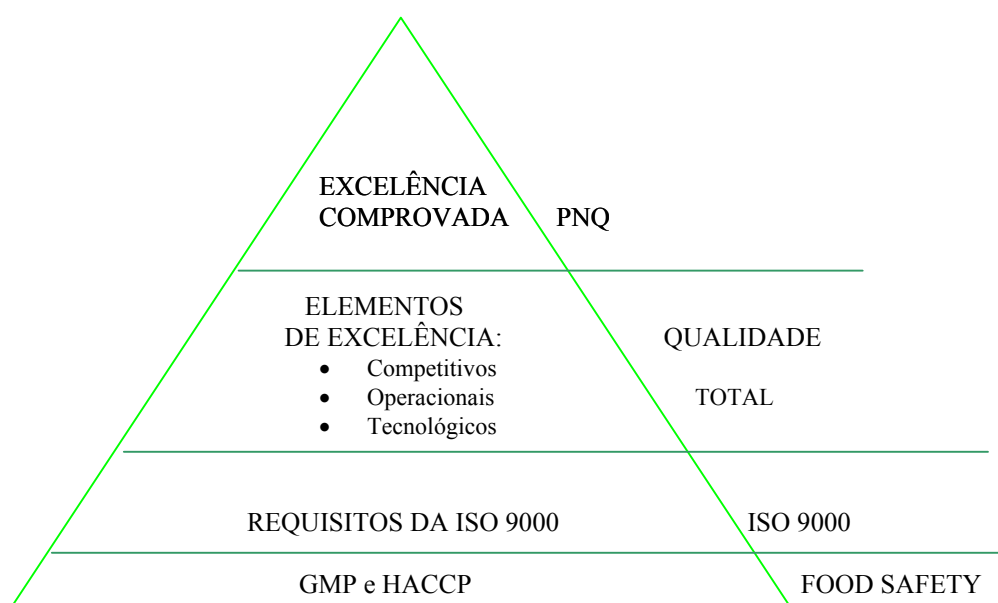 EXCELÊNCIA
COMPROVADA PNQ
ELEMENTOS
DE EXCELÊNCIA: QUALIDADE
• Competitivos
• Operacionais TOTAL
• Tecnológicos
REQUISITOS DA ISO 9000 ISO 9000
GMP e HACCP FOOD SAFETY